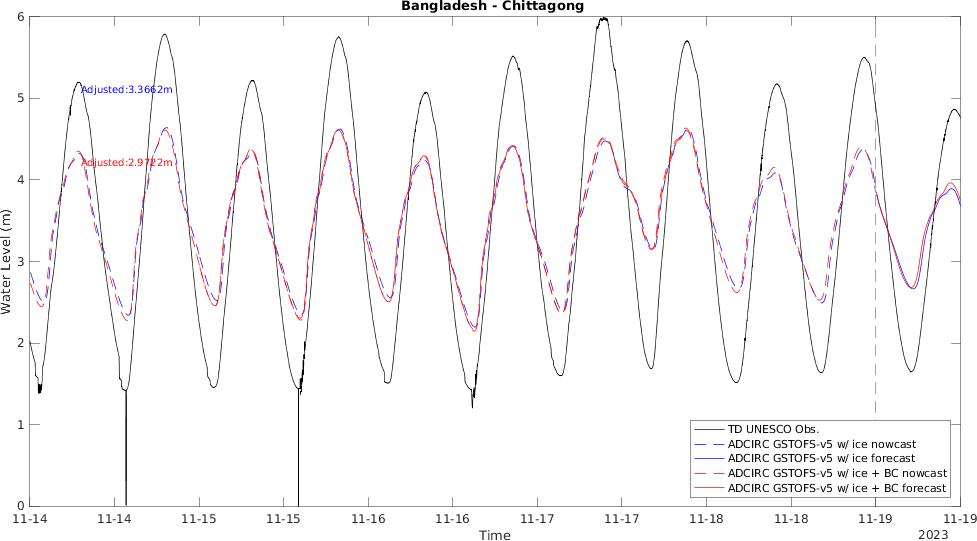 Bangladesh - Chittagong
6
5
4
3
2
1
0
Water Level (m)
Adjusted:3.3662m
Adjusted:2.9722m
TD UNESCO Obs.
ADCIRC GSTOFS-v5 w/ ice nowcast
ADCIRC GSTOFS-v5 w/ ice forecast
ADCIRC GSTOFS-v5 w/ ice + BC nowcast
ADCIRC GSTOFS-v5 w/ ice + BC forecast
11-14 11-14 11-15 11-15 11-16 11-16 11-17 11-17 11-18 11-18 11-19 11-19
Time
2023